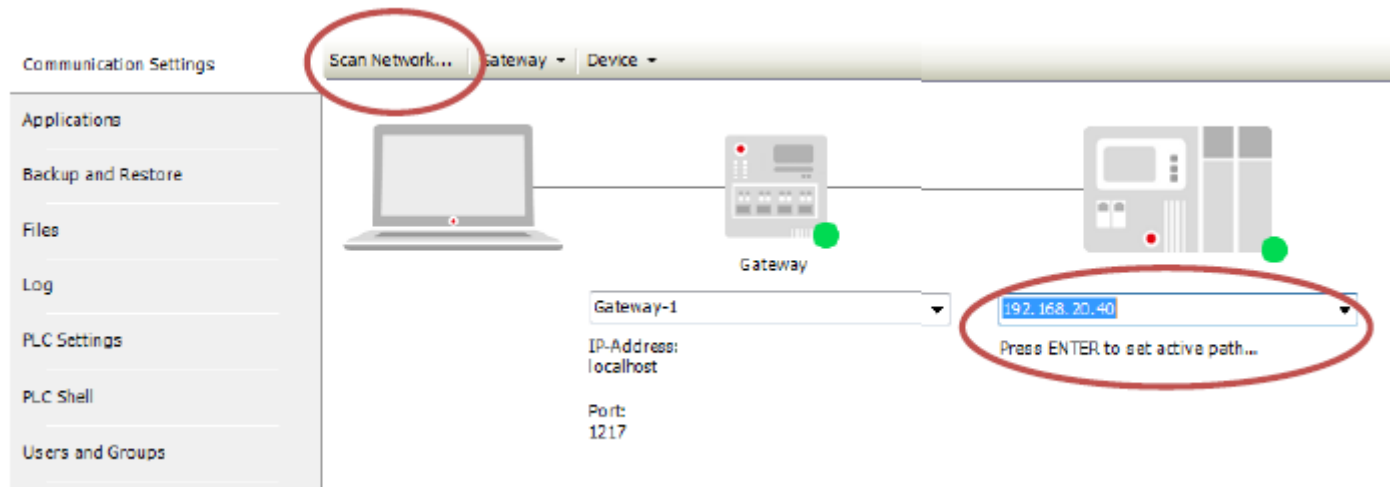 Communication Settings
Scan Network... Gateway Device
Applications
Backup and Restore
Files
Log
PLC Settings
PLC Shell
Users and Groups
Gateway
Gateway-1
IP-Address:
localhost
Port:
1217
192.168.20.40
Press ENTER to set active path...